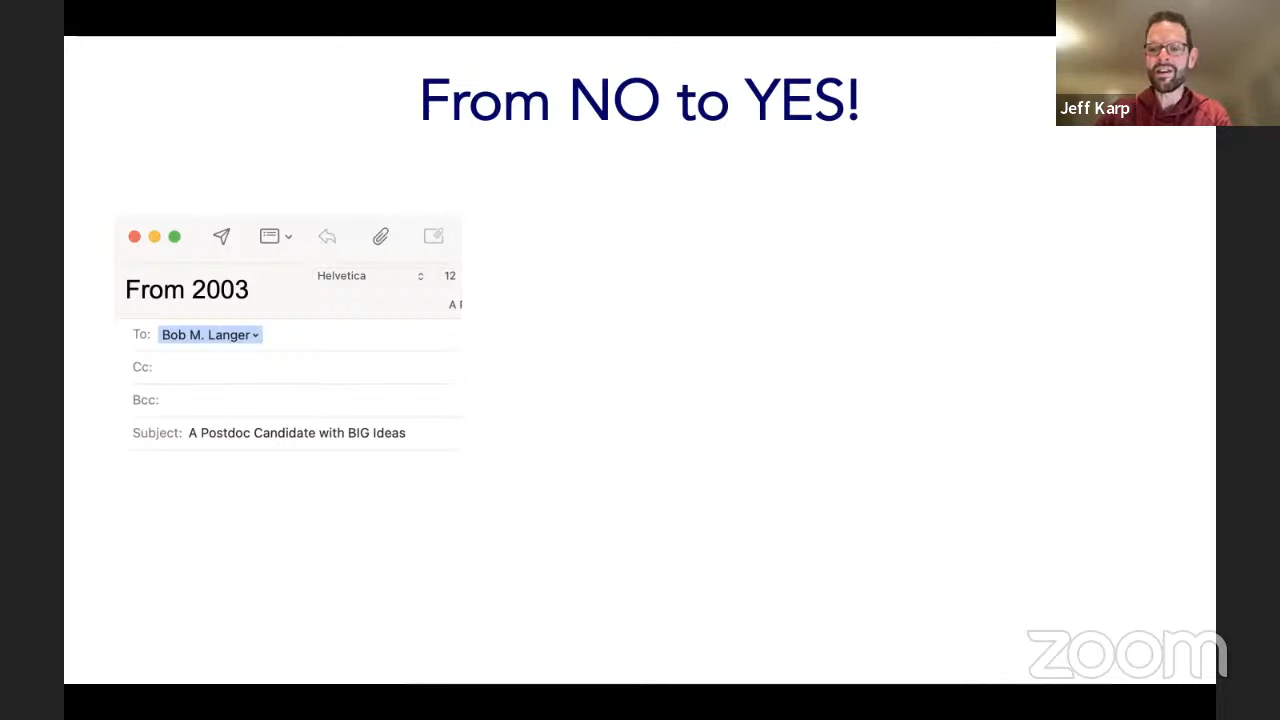 From NO to YES!
Jeff Karp
Helvetica
12
From 2003
A
To: Bob M. Langer
Cc:
Bcc:
Subject: A Postdoc Candidate with BIG Ideas
zoom